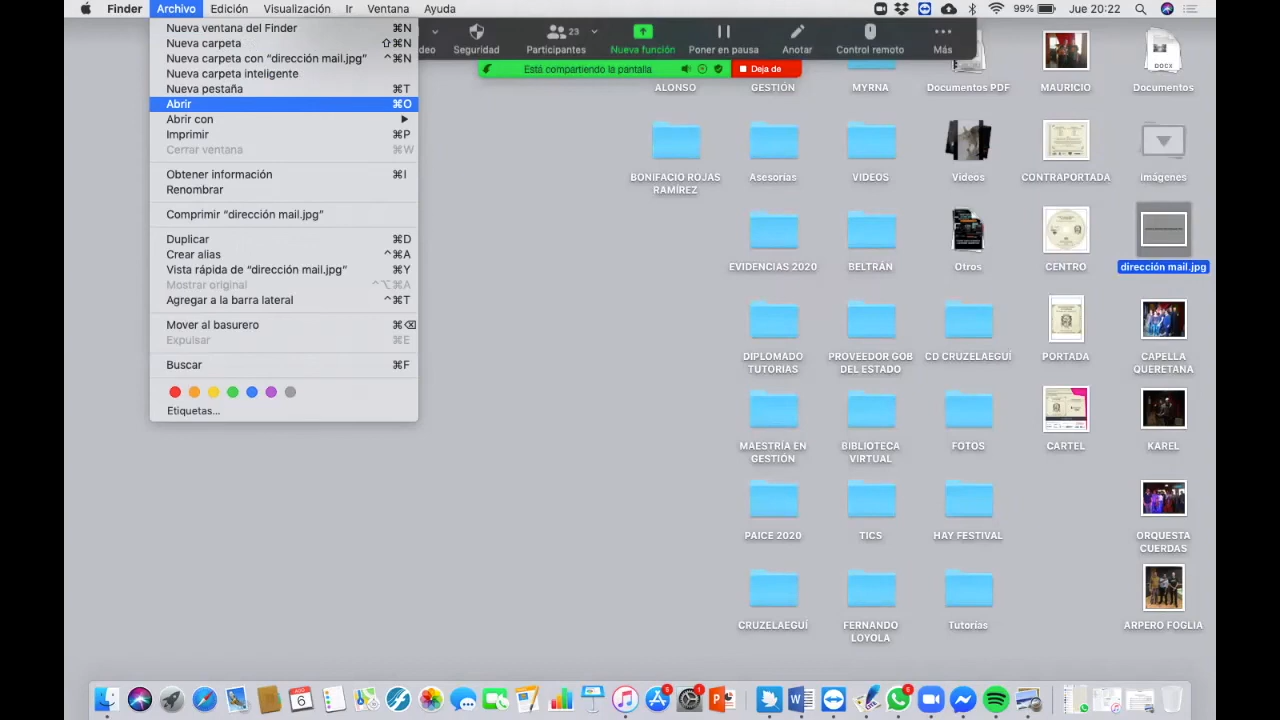 Finder Archivo Edición Visualización Ir Ventana Ayuda
99% Jue 20:22
Nueva ventana del Finder ⌘N
Nueva carpeta ⇧⌘N
Nueva carpeta con “dirección mail.jpg” ^⌘N
Nueva carpeta inteligente
Nueva pestaña ⌘T
Abrir ⌘O
Abrir con
Imprimir ⌘P
Cerrar ventana ⌘W
Obtener información ⌘I
Renombrar
Comprimir “dirección mail.jpg”
Duplicar ⌘D
Crear alias ^⌘A
Vista rápida de “dirección mail.jpg” ⌘Y
Mostrar original ^⌥⌘A
Agregar a la barra lateral ^⌘T
Mover al basurero ⌘⌫
Expulsar ⌘E
Buscar ⌘F
Etiquetas...
23
deo Seguridad Participantes Nueva función Poner en pausa Anotar Control remoto Más
Está compartiendo la pantalla Deja de
ALONSO GESTIÓN MYRNA Documentos PDF MAURICIO Documentos
DOCX
BONIFACIO ROJAS RAMÍREZ Asesorías VIDEOS Videos CONTRAPORTADA imágenes
EVIDENCIAS 2020 BELTRÁN Otros CENTRO dirección mail.jpg
DIPLOMADO TUTORIAS PROVEEDOR GOB DEL ESTADO CD CRUZELAEGUÍ PORTADA CAPELLA QUERETANA
MAESTRÍA EN GESTIÓN BIBLIOTECA VIRTUAL FOTOS CARTEL KAREL
PAICE 2020 TICS HAY FESTIVAL ORQUESTA CUERDAS
CRUZELAEGUÍ FERNANDO LOYOLA Tutorías ARPERO FOGLIA
6